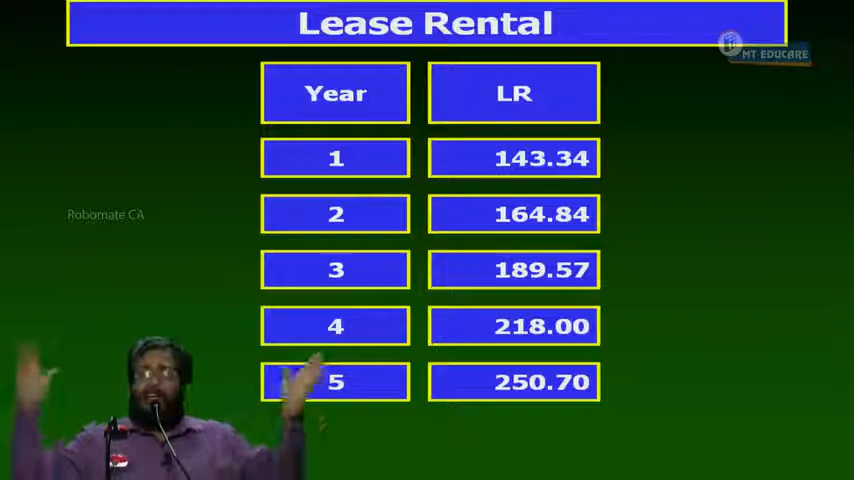 Lease Rental
MT EDUCARE
Year LR
1 143.34
2 164.84
Robomate CA
3 189.57
4 218.00
5 250.70